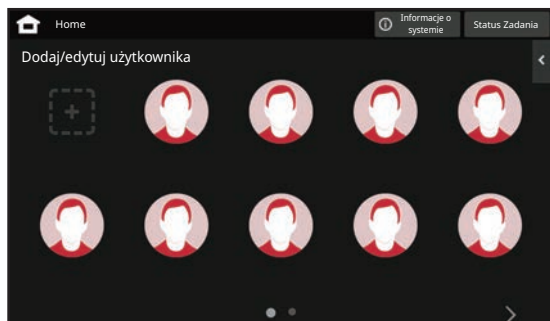 Home
Informacje o
systemie
Status Zadania
Dodaj/edytuj użytkownika